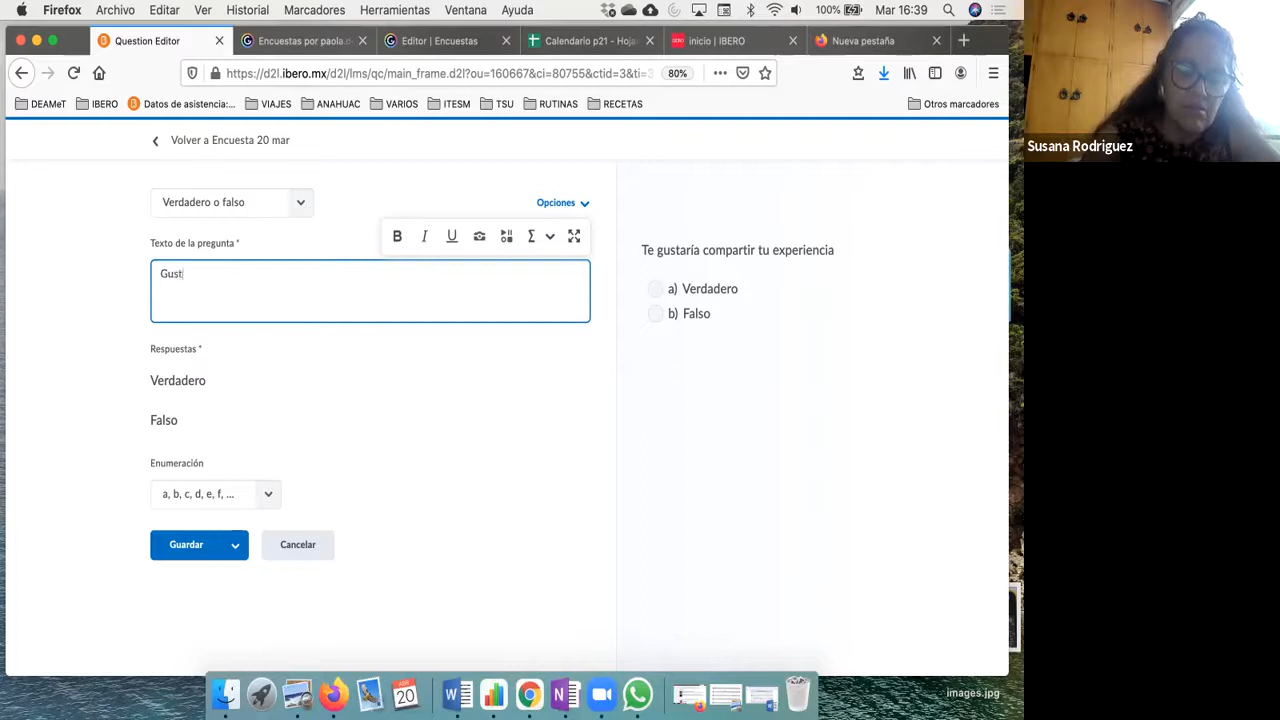 Firefox Archivo Editar Ver Historial Marcadores Herramientas Ventana Ayuda 100% Mar 16:39
Question Editor Encuestas por paola.d Editor | Encuestas Calendario p21 - Hoja inicio | IBERO Nueva pestaña
https://d2l.ibero.mx/d2l/lms/qc/main_frame.d2l?ou=160667&ci=80755&ctid=3&ti=3 80%
DEAMeT IBERO Datos de asistencia:... VIAJES ANAHUAC VARIOS ITESM TSU RUTINAS RECETAS Otros marcadores
Susana Rodriguez
Volver a Encuesta 20 mar
Verdadero o falso Opciones
B I U Σ
Texto de la pregunta *
Gust
Te gustaría compartir tu experiencia
a) Verdadero
b) Falso
Respuestas *
Verdadero
Falso
Enumeración
a, b, c, d, e, f, ...
Guardar Cancelar
20
images.jpg